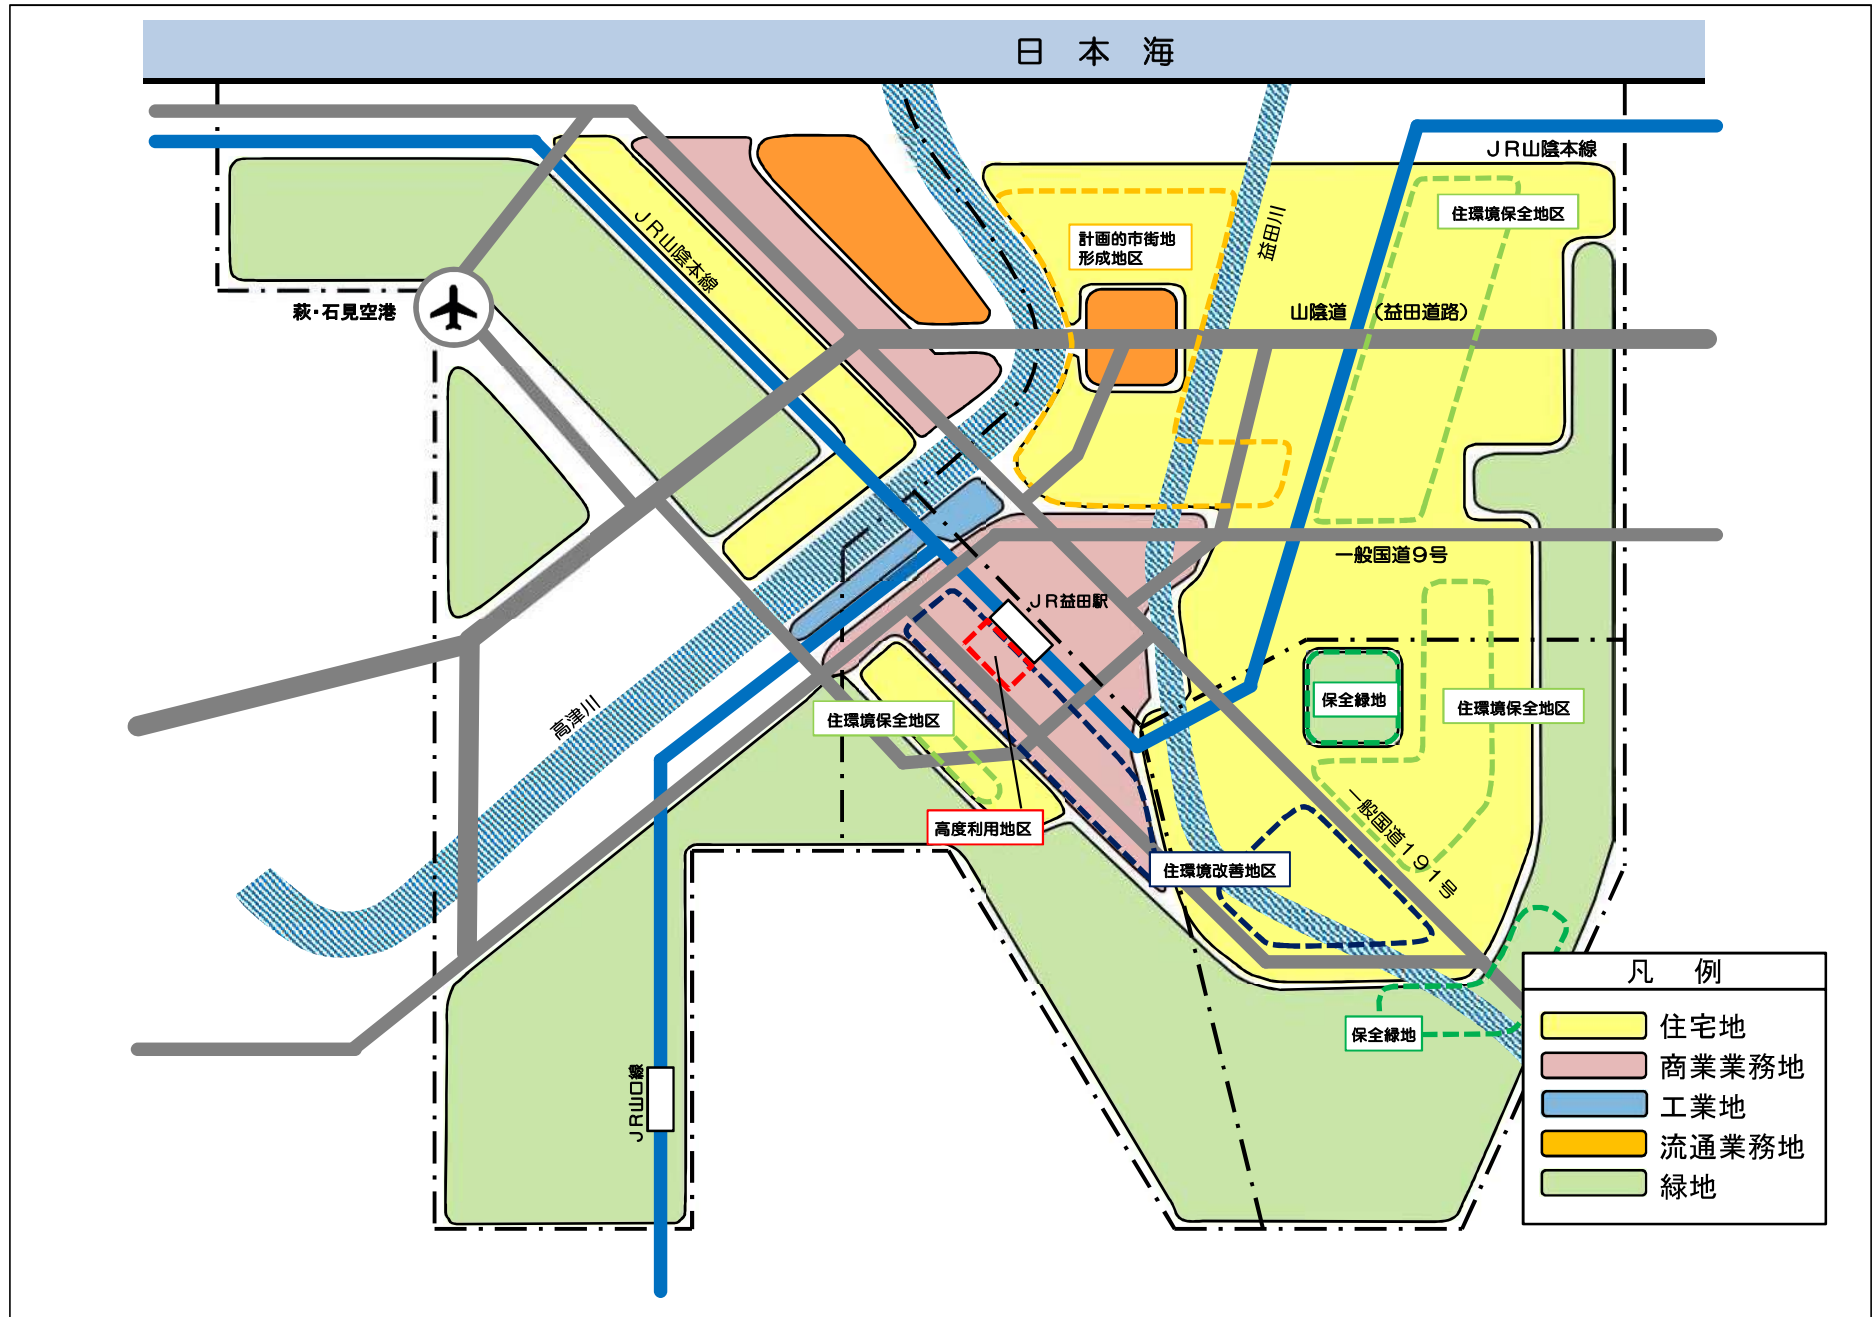 日 本 海
JR山陰本線
住環境保全地区
JR山陰本線
益田川
計画的市街地
形成地区
萩・石見空港
山陰道 （益田道路）
一般国道9号
JR益田駅
保全緑地
住環境保全地区
住環境保全地区
高津川
高度利用地区
一般国道191号
住環境改善地区
保全緑地
JR山口線
凡 例
住宅地
商業業務地
工業地
流通業務地
緑地